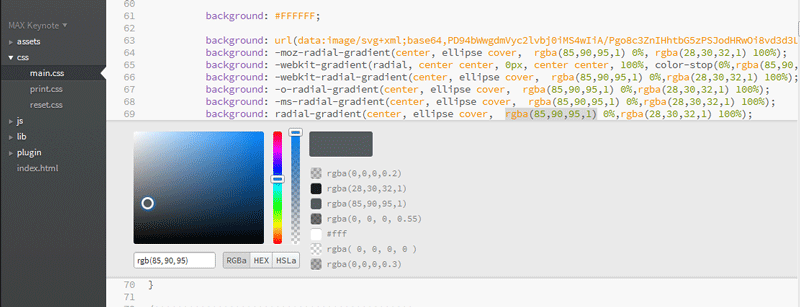 MAX Keynote
assets
css
main.css
print.css
reset.css
js
lib
plugin
index.html
60
61 background: #FFFFFF;
62
63 background: url(data:image/svg+xml;base64,PD94bWwgdmVyc2lvbj0iMS4wIiA/Pgo8c3ZnIHhtbG5zPSJodHRwOi8vd3d3L
64 background: -moz-radial-gradient(center, ellipse cover, rgba(85,90,95,1) 0%, rgba(28,30,32,1) 100%);
65 background: -webkit-gradient(radial, center center, 0px, center center, 100%, color-stop(0%,rgba(85,90,
66 background: -webkit-radial-gradient(center, ellipse cover, rgba(85,90,95,1) 0%,rgba(28,30,32,1) 100%);
67 background: -o-radial-gradient(center, ellipse cover, rgba(85,90,95,1) 0%,rgba(28,30,32,1) 100%);
68 background: -ms-radial-gradient(center, ellipse cover, rgba(85,90,95,1) 0%,rgba(28,30,32,1) 100%);
69 background: radial-gradient(center, ellipse cover, rgba(85,90,95,1) 0%,rgba(28,30,32,1) 100%);
rgba(0,0,0,0.2)
rgba(28,30,32,1)
rgba(85,90,95,1)
rgba(0, 0, 0, 0.55)
#fff
rgba( 0, 0, 0, 0 )
rgba(0,0,0,0.3)
rgb(85,90,95) RGBa HEX HSLa
70 }
71